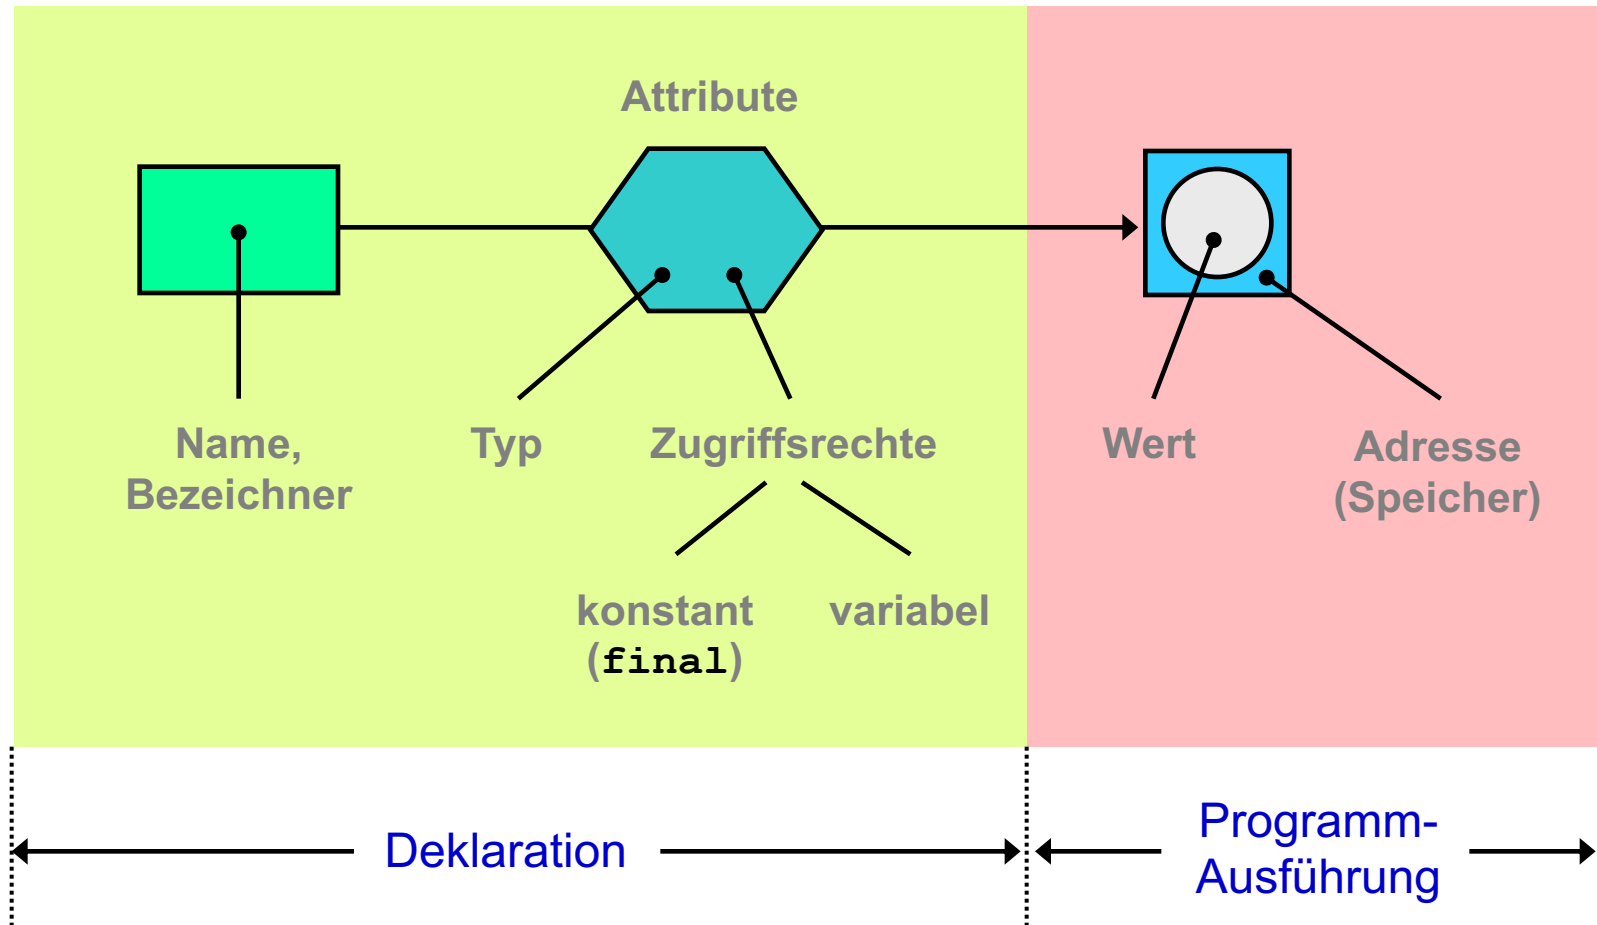 Attribute
Name,
Bezeichner
Typ
Zugriffsrechte
Wert
Adresse
(Speicher)
konstant
(final)
variabel
Deklaration
Programm-
Ausführung